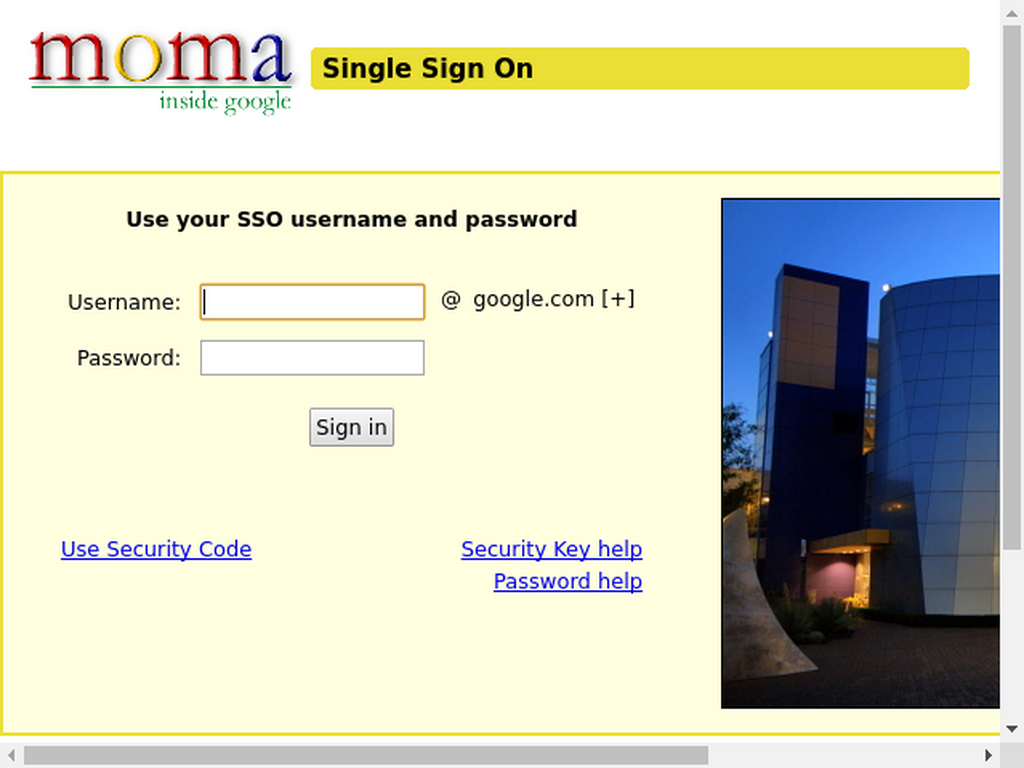 moma
inside google
Single Sign On
Use your SSO username and password
Username:
@ google.com [+]
Password:
Sign in
Use Security Code
Security Key help
Password help